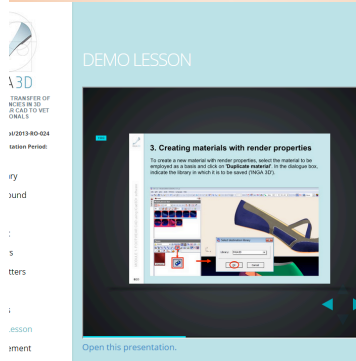 DEMO LESSON
A3D
TRANSFER OF
NCIES IN 3D
R CAD TO VET
IONALS
/2013-RO-024
tation Period:
ry
ound
rs
tters
s
Lesson
ement
3. Creating materials with render properties
To create a new material with render properties, select the material to be
employed as a basis and click on 'Duplicate material'. In the dialogue box,
indicate the library in which it is to be saved ('INGA 3D').
Open this presentation.